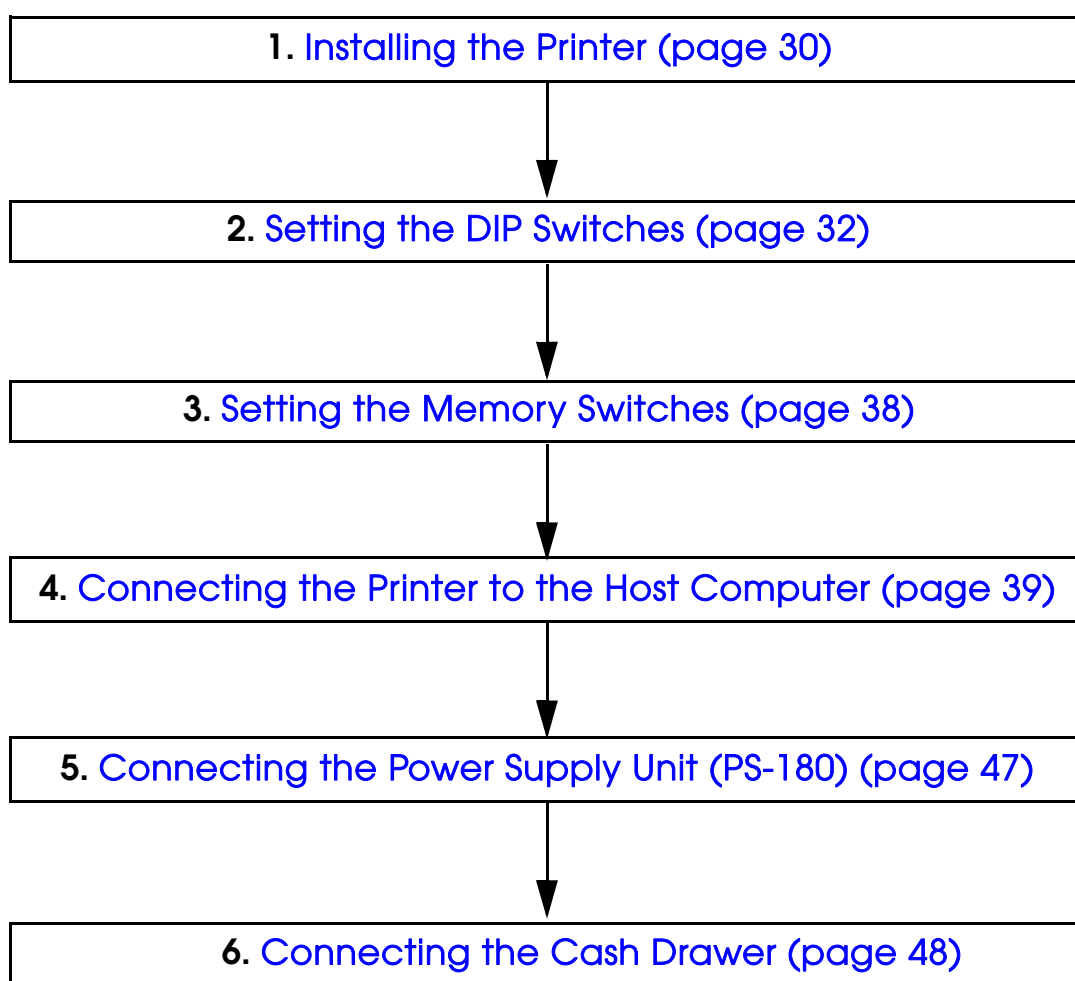 1. Installing the Printer (page 30)
2. Setting the DIP Switches (page 32)
3. Setting the Memory Switches (page 38)
4. Connecting the Printer to the Host Computer (page 39)
5. Connecting the Power Supply Unit (PS-180) (page 47)
6. Connecting the Cash Drawer (page 48)